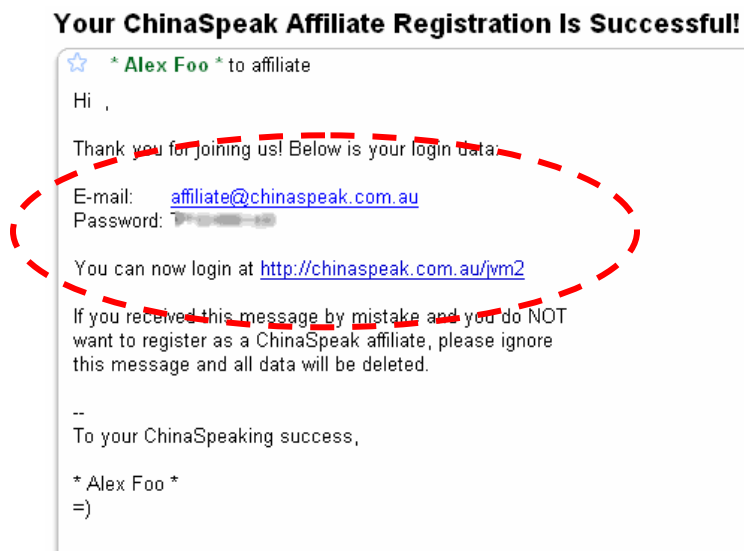 Your ChinaSpeak Affiliate Registration Is Successful!
* Alex Foo * to affiliate
Hi ,
Thank you for joining us! Below is your login data:
E-mail: affiliate@chinaspeak.com.au
Password:
You can now login at http://chinaspeak.com.au/jvm2
If you received this message by mistake and you do NOT
want to register as a ChinaSpeak affiliate, please ignore
this message and all data will be deleted.
--
To your ChinaSpeaking success,
* Alex Foo *
=)